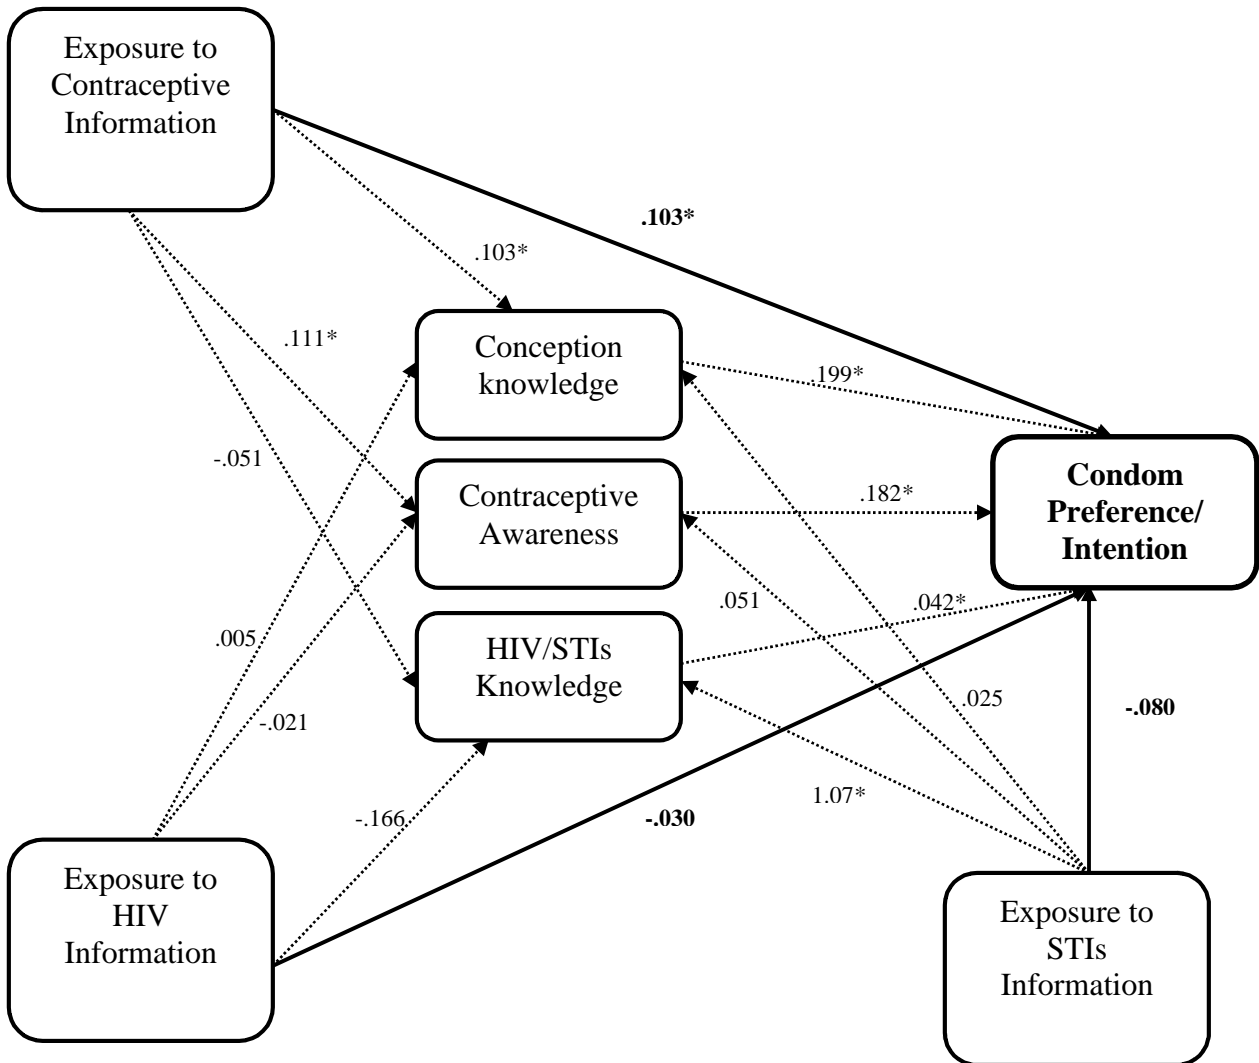 Exposure to
Contraceptive
Information
.103*
.103*
.111*
Conception
knowledge
.199*
-.051
Contraceptive
Awareness
.182*
Condom
Preference/
Intention
.051
.042*
.005
HIV/STIs
Knowledge
.025
-.021
-.080
1.07*
-.166
-.030
Exposure to
HIV
Information
Exposure to
STIs
Information